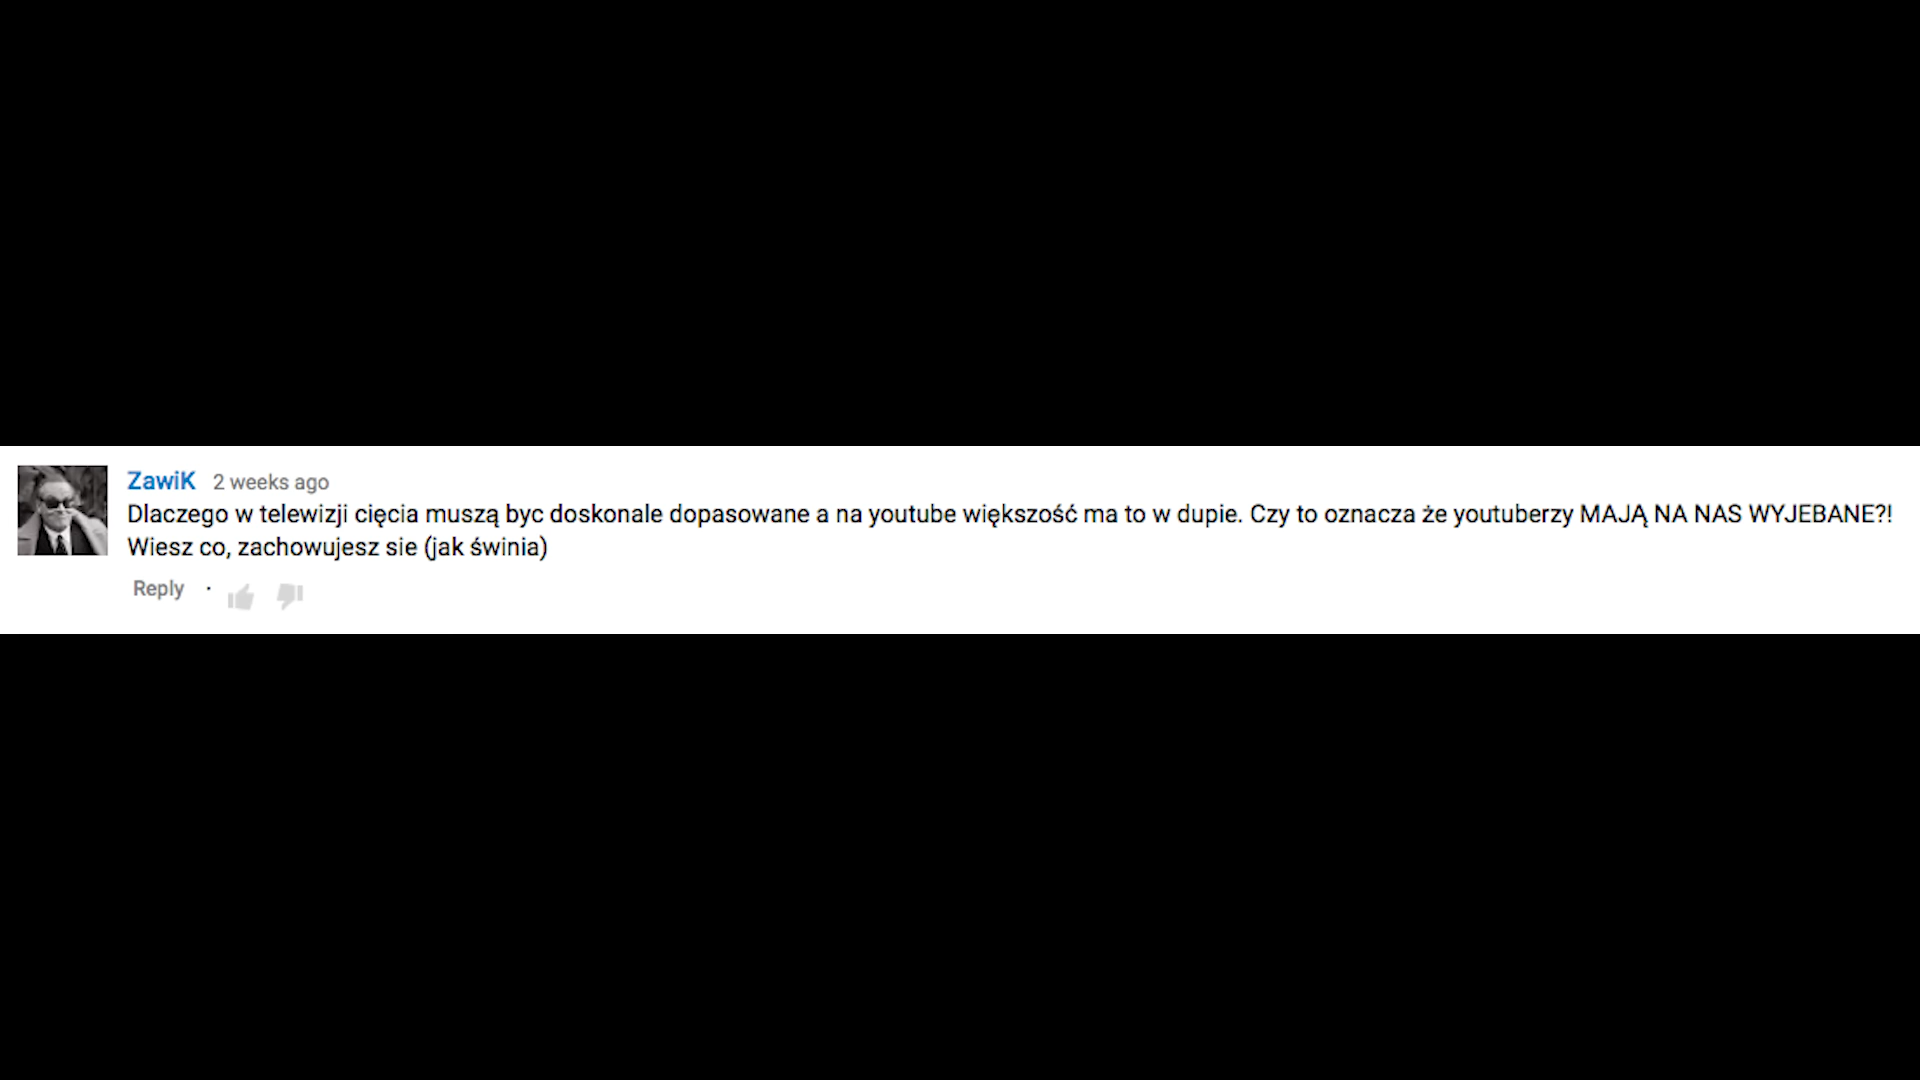 ZawiK 2 weeks ago
Dlaczego w telewizji cięcia muszą byc doskonale dopasowane a na youtube większość ma to w dupie. Czy to oznacza że youtuberzy MAJĄ NA NAS WYJEBANE?!
Wiesz co, zachowujesz sie (jak świnia)
Reply ·